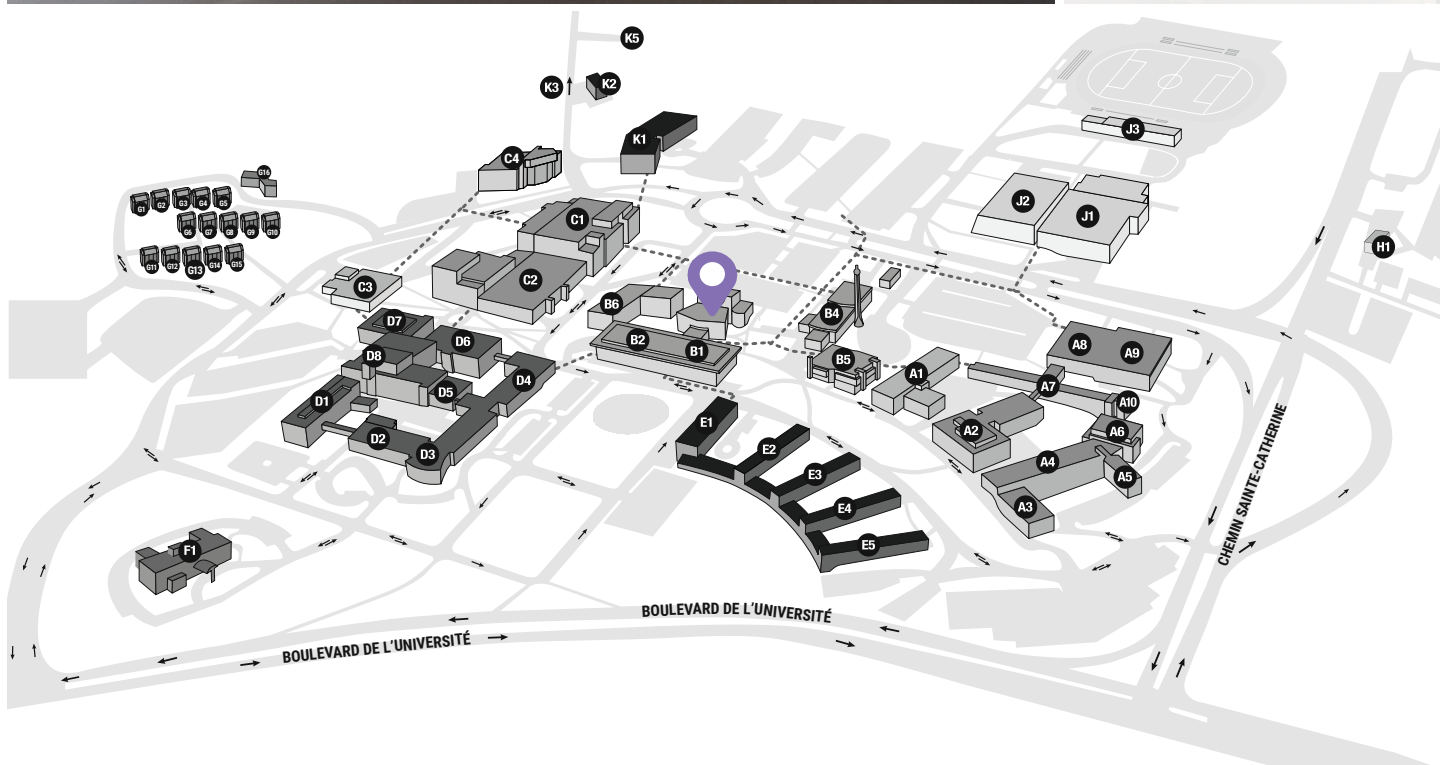 K5
K3
K2
K1
J3
C4
G16
G1
G2
G3
G4
G5
G6
G7
G8
G9
G10
G11
G12
G13
G14
G15
J2
J1
C1
H1
C2
C3
B6
B4
D7
D6
B2
B1
B5
A8
A9
D8
D4
A1
A7
D5
D1
A10
E1
A2
A6
D2
D3
E2
E3
A4
A5
E4
A3
E5
F1
CHEMIN SAINTE-CATHERINE
BOULEVARD DE L'UNIVERSITÉ
BOULEVARD DE L'UNIVERSITÉ